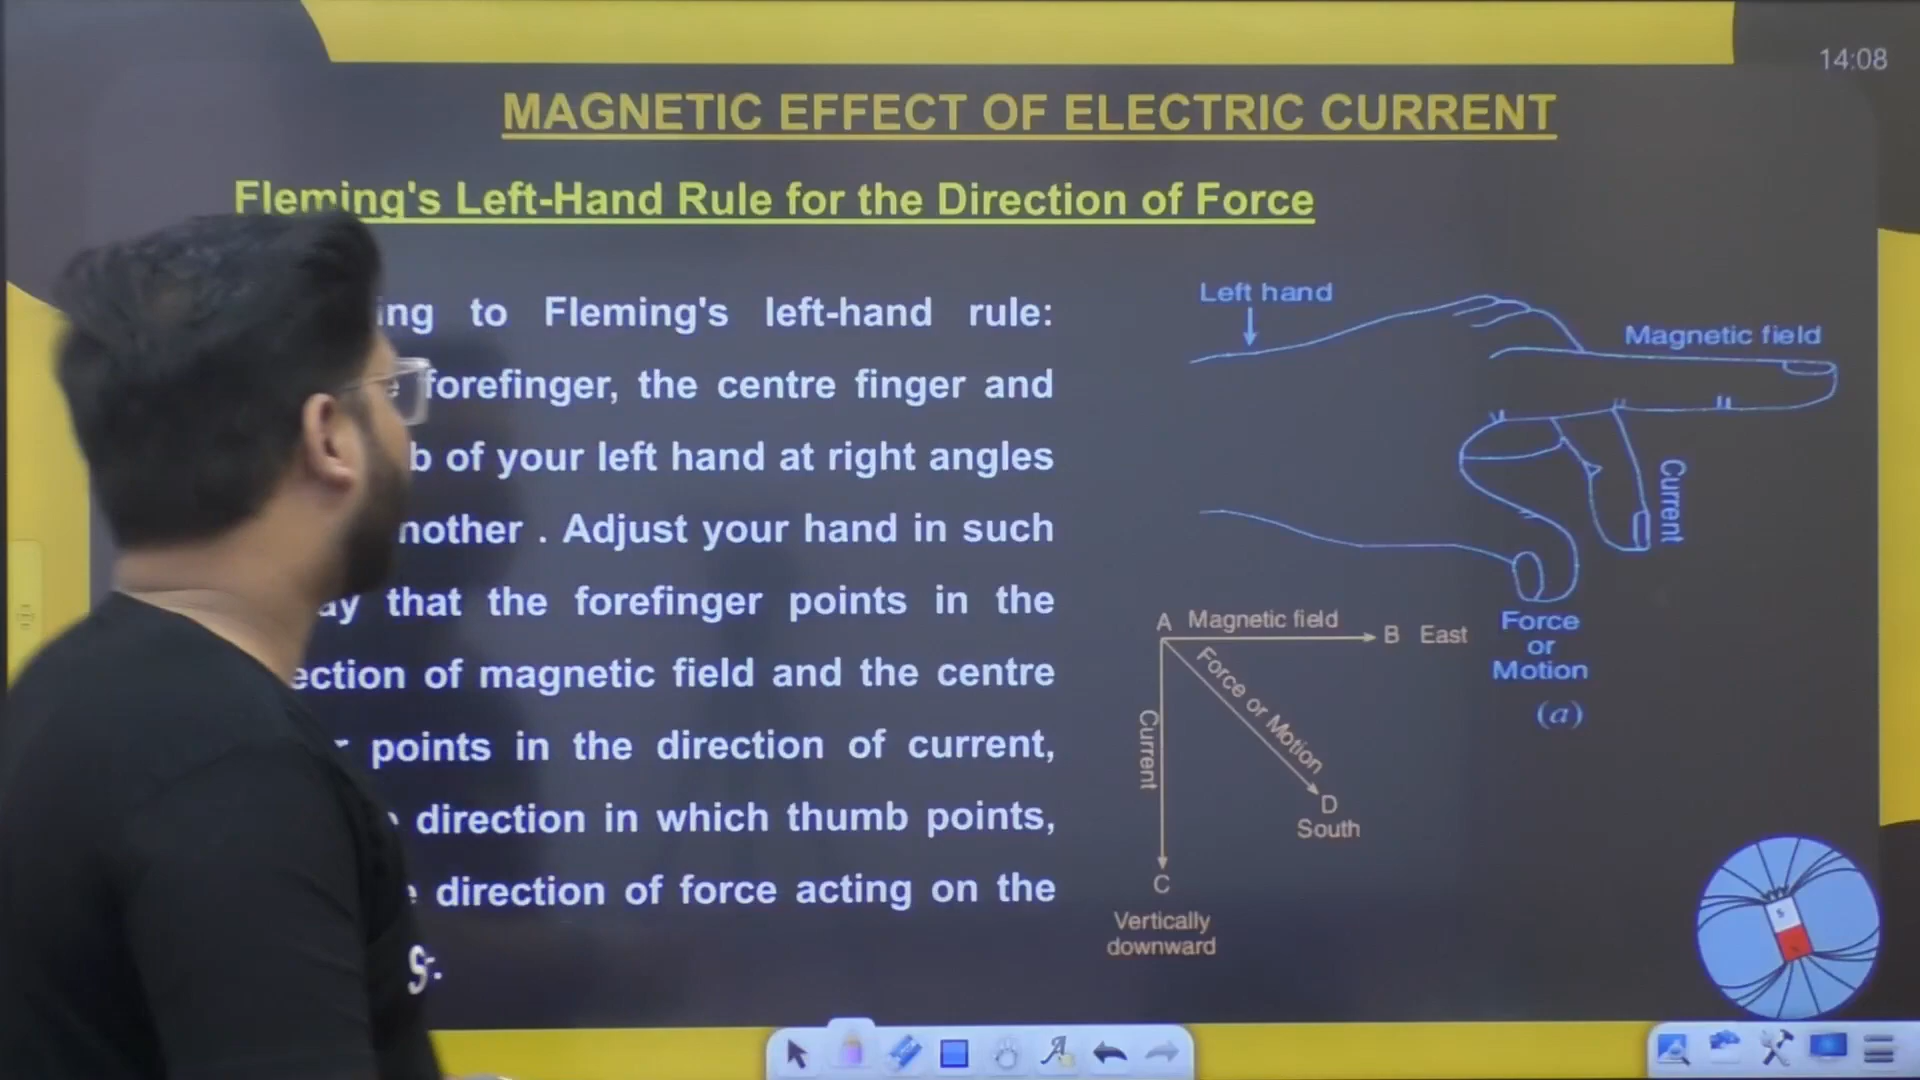 14:08
MAGNETIC EFFECT OF ELECTRIC CURRENT
Fleming's Left-Hand Rule for the Direction of Force
ing to Fleming's left-hand rule:
forefinger, the centre finger and
b of your left hand at right angles
nother . Adjust your hand in such
ay that the forefinger points in the
ection of magnetic field and the centre
points in the direction of current,
direction in which thumb points,
direction of force acting on the
Left hand
Magnetic field
Current
Force
or
Motion
(a)
A Magnetic field B East
Force or Motion
Current
D
South
C
Vertically
downward